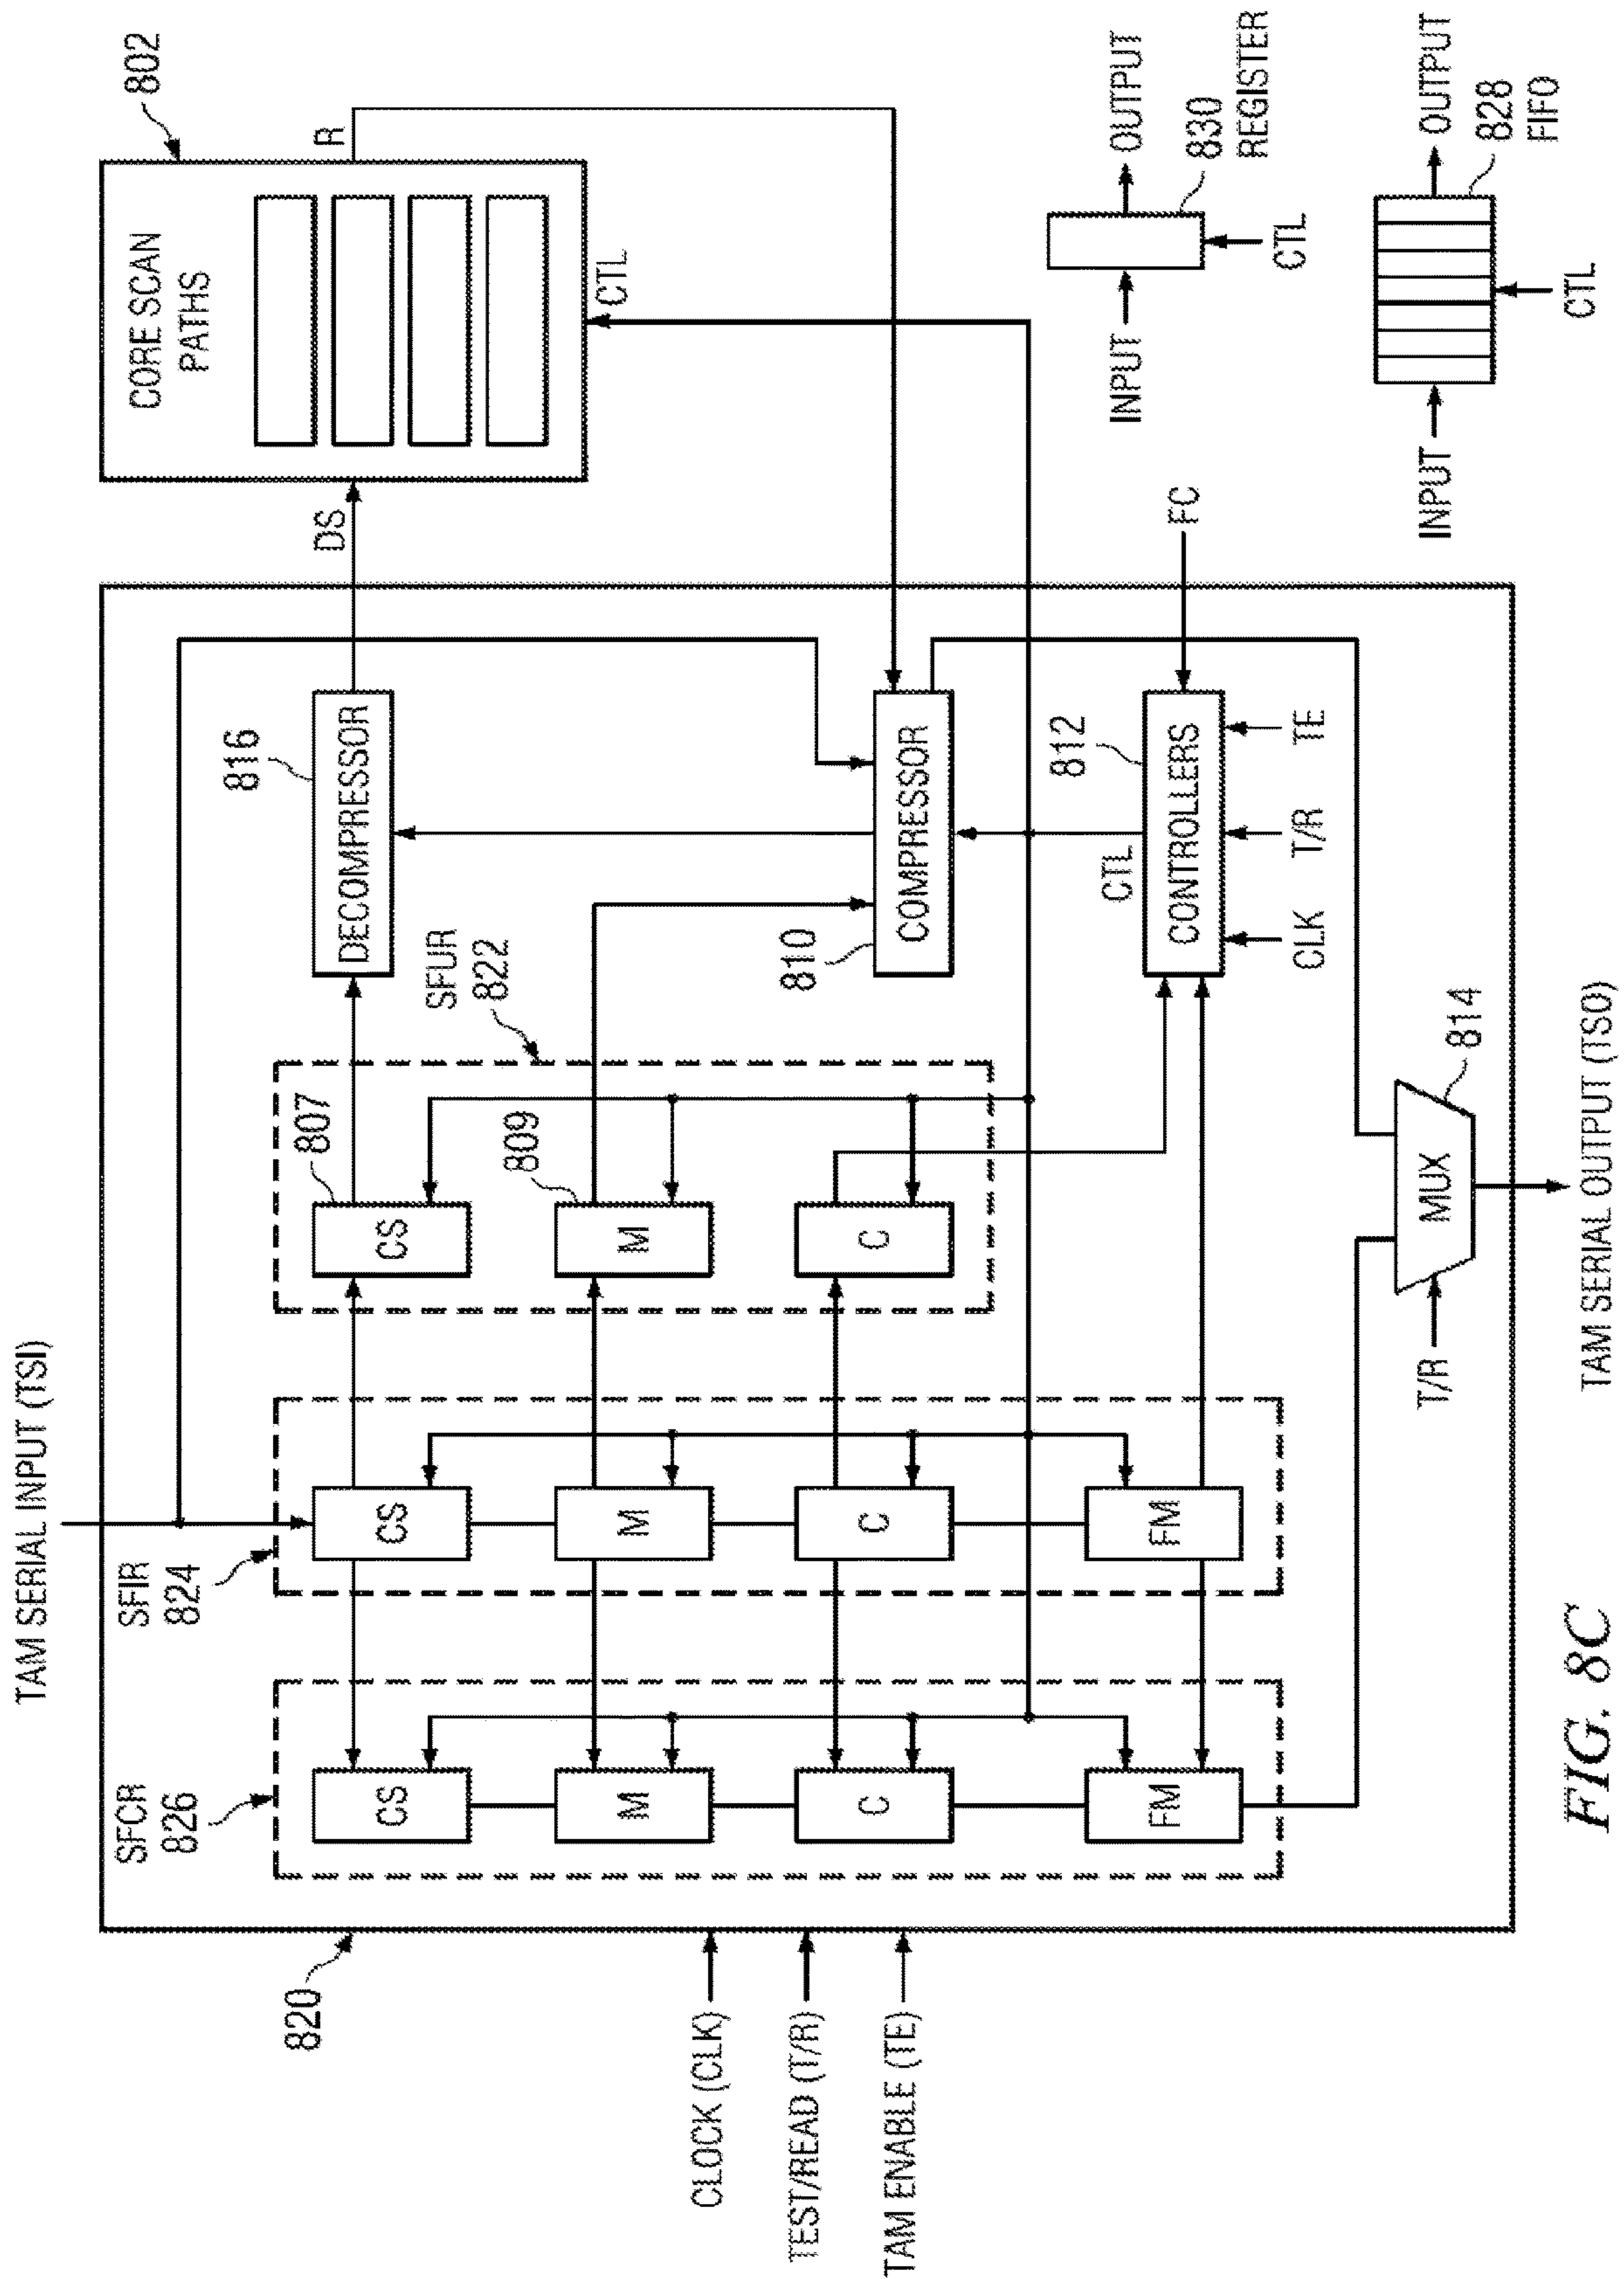 TAM SERIAL INPUT (TSI)
SFCR
826
SFIR
824
820
CS
M
C
FM
CS
M
C
FM
SFUR
822
807
CS
809
M
C
816
DECOMPRESSOR
DS
802
CORE SCAN
PATHS
R
CTL
810
COMPRESSOR
CTL
812
CONTROLLERS
FC
CLK
T/R
TE
CLOCK (CLK)
TEST/READ (T/R)
TAM ENABLE (TE)
T/R
MUX
814
TAM SERIAL OUTPUT (TSO)
INPUT
OUTPUT
830
REGISTER
CTL
INPUT
OUTPUT
828
FIFO
CTL
FIG. 8C